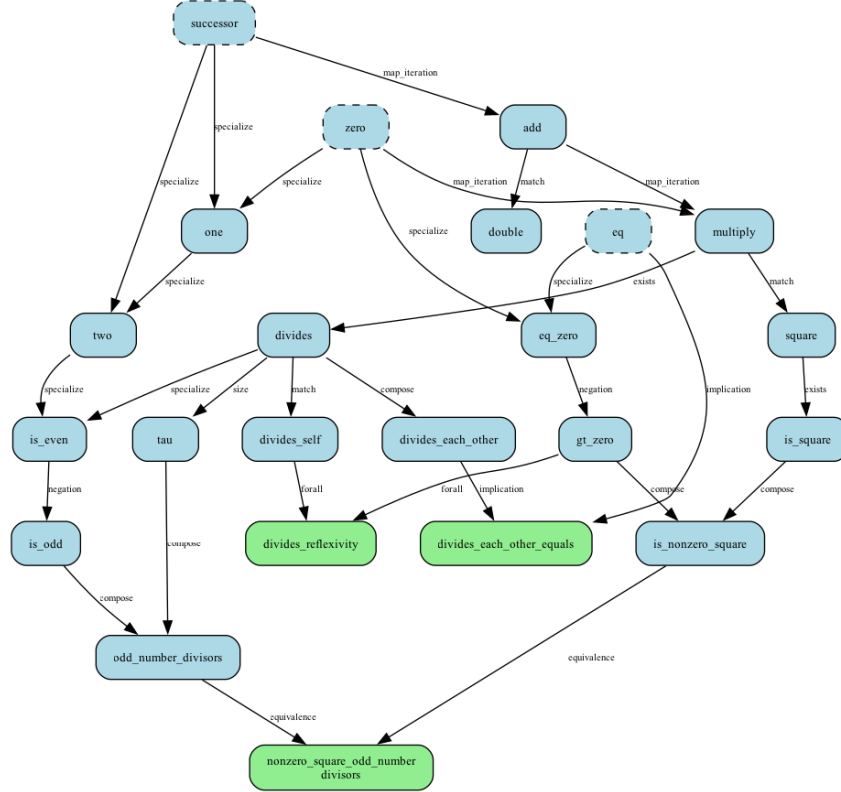 successor
map_iteration
specialize
zero
add
specialize
specialize
map_iteration
match
map_iteration
one
double
eq
multiply
specialize
specialize
specialize
exists
match
two
divides
eq_zero
square
specialize
specialize
size
match
compose
negation
implication
exists
is_even
tau
divides_self
divides_each_other
gt_zero
is_square
negation
forall
forall
implication
compose
compose
is_odd
compose
divides_reflexivity
divides_each_other_equals
is_nonzero_square
compose
odd_number_divisors
equivalence
equivalence
nonzero_square_odd_number
divisors